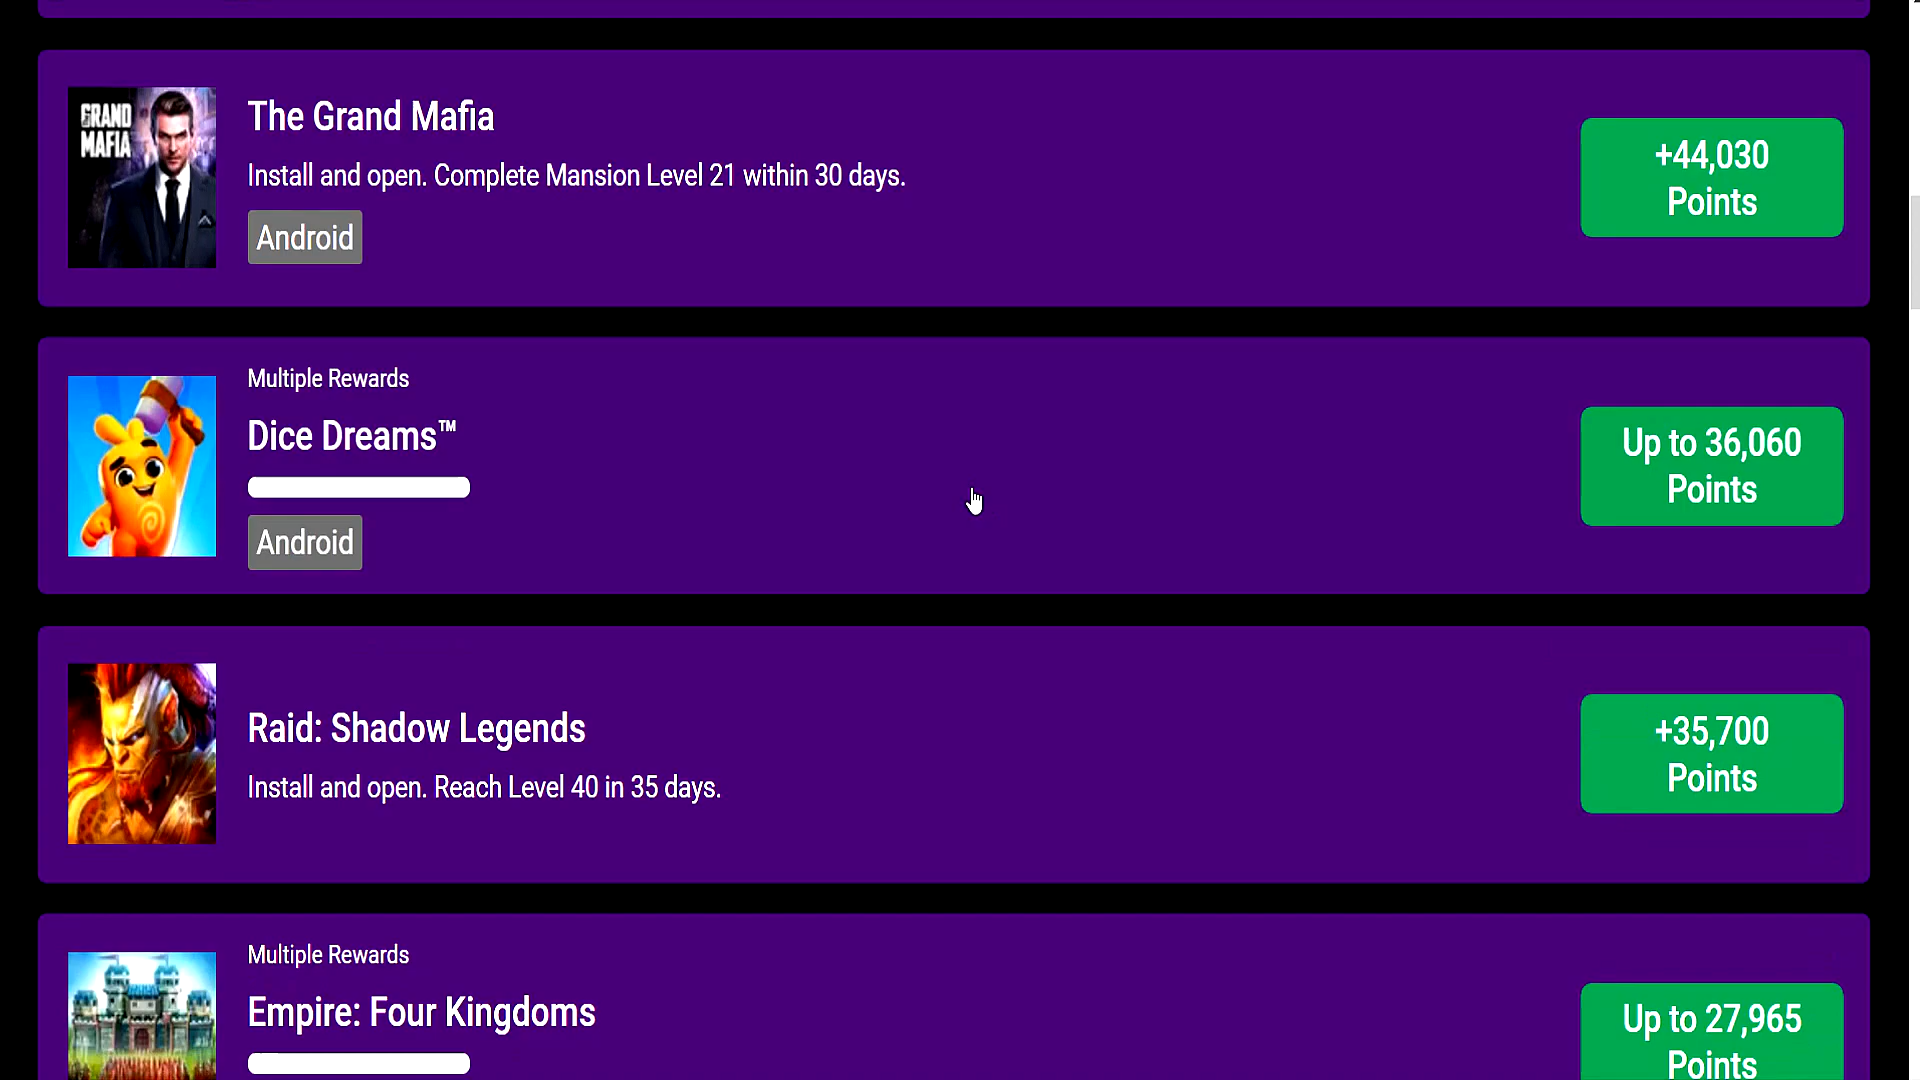 GRAND
MAFIA
The Grand Mafia
Install and open. Complete Mansion Level 21 within 30 days.
Android
+44,030
Points
Multiple Rewards
Dice Dreams™
Android
Up to 36,060
Points
Raid: Shadow Legends
Install and open. Reach Level 40 in 35 days.
+35,700
Points
Multiple Rewards
Empire: Four Kingdoms
Up to 27,965
Points